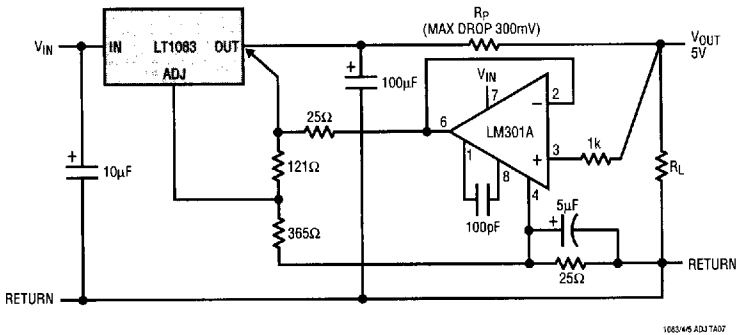 RP
(MAX DROP 300mV)
VIN
IN
LT1083
OUT
ADJ
VOUT
5V
+
100µF
VIN
7
2
−
25Ω
6
LM301A
1k
3
+
+
10µF
121Ω
1
8
4
RL
100pF
5µF
+
365Ω
25Ω
RETURN
RETURN
1083/4/5 ADJ TA07